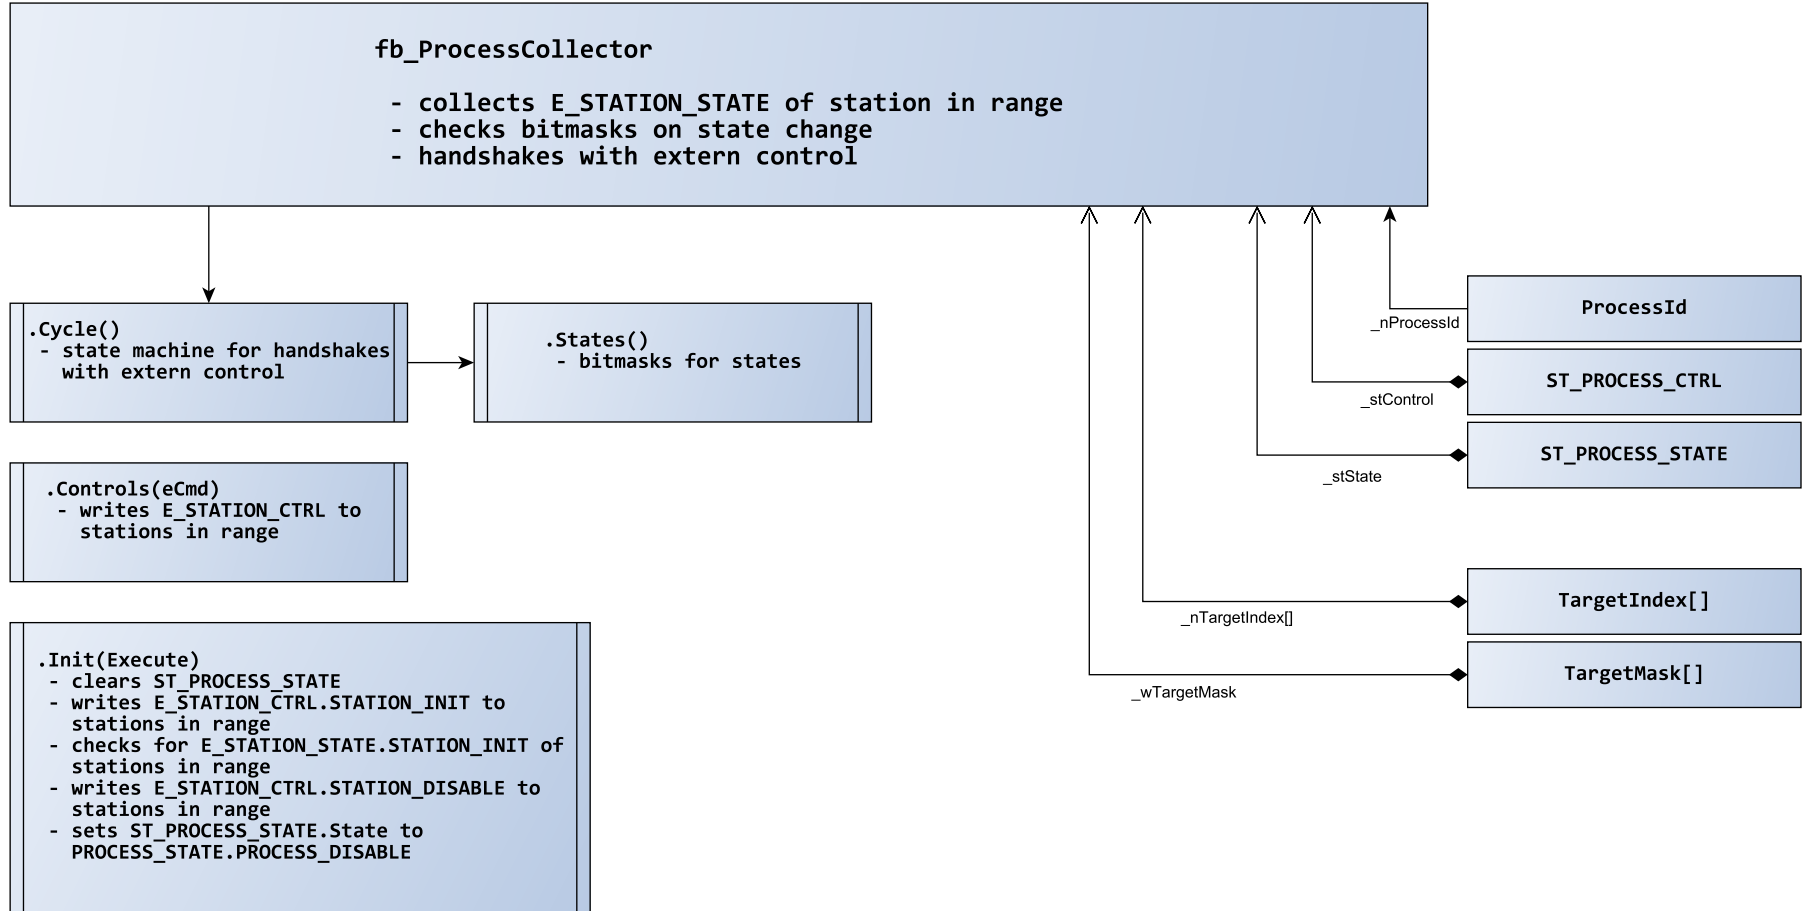 fb_ProcessCollector
- collects E_STATION_STATE of station in range
- checks bitmasks on state change
- handshakes with extern control
.Cycle()
- state machine for handshakes
with extern control
.States()
- bitmasks for states
.Controls(eCmd)
- writes E_STATION_CTRL to
stations in range
.Init(Execute)
- clears ST_PROCESS_STATE
- writes E_STATION_CTRL.STATION_INIT to
stations in range
- checks for E_STATION_STATE.STATION_INIT of
stations in range
- writes E_STATION_CTRL.STATION_DISABLE to
stations in range
- sets ST_PROCESS_STATE.State to
PROCESS_STATE.PROCESS_DISABLE
ProcessId
_nProcessId
ST_PROCESS_CTRL
_stControl
ST_PROCESS_STATE
_stState
TargetIndex[]
_nTargetIndex[]
TargetMask[]
_wTargetMask